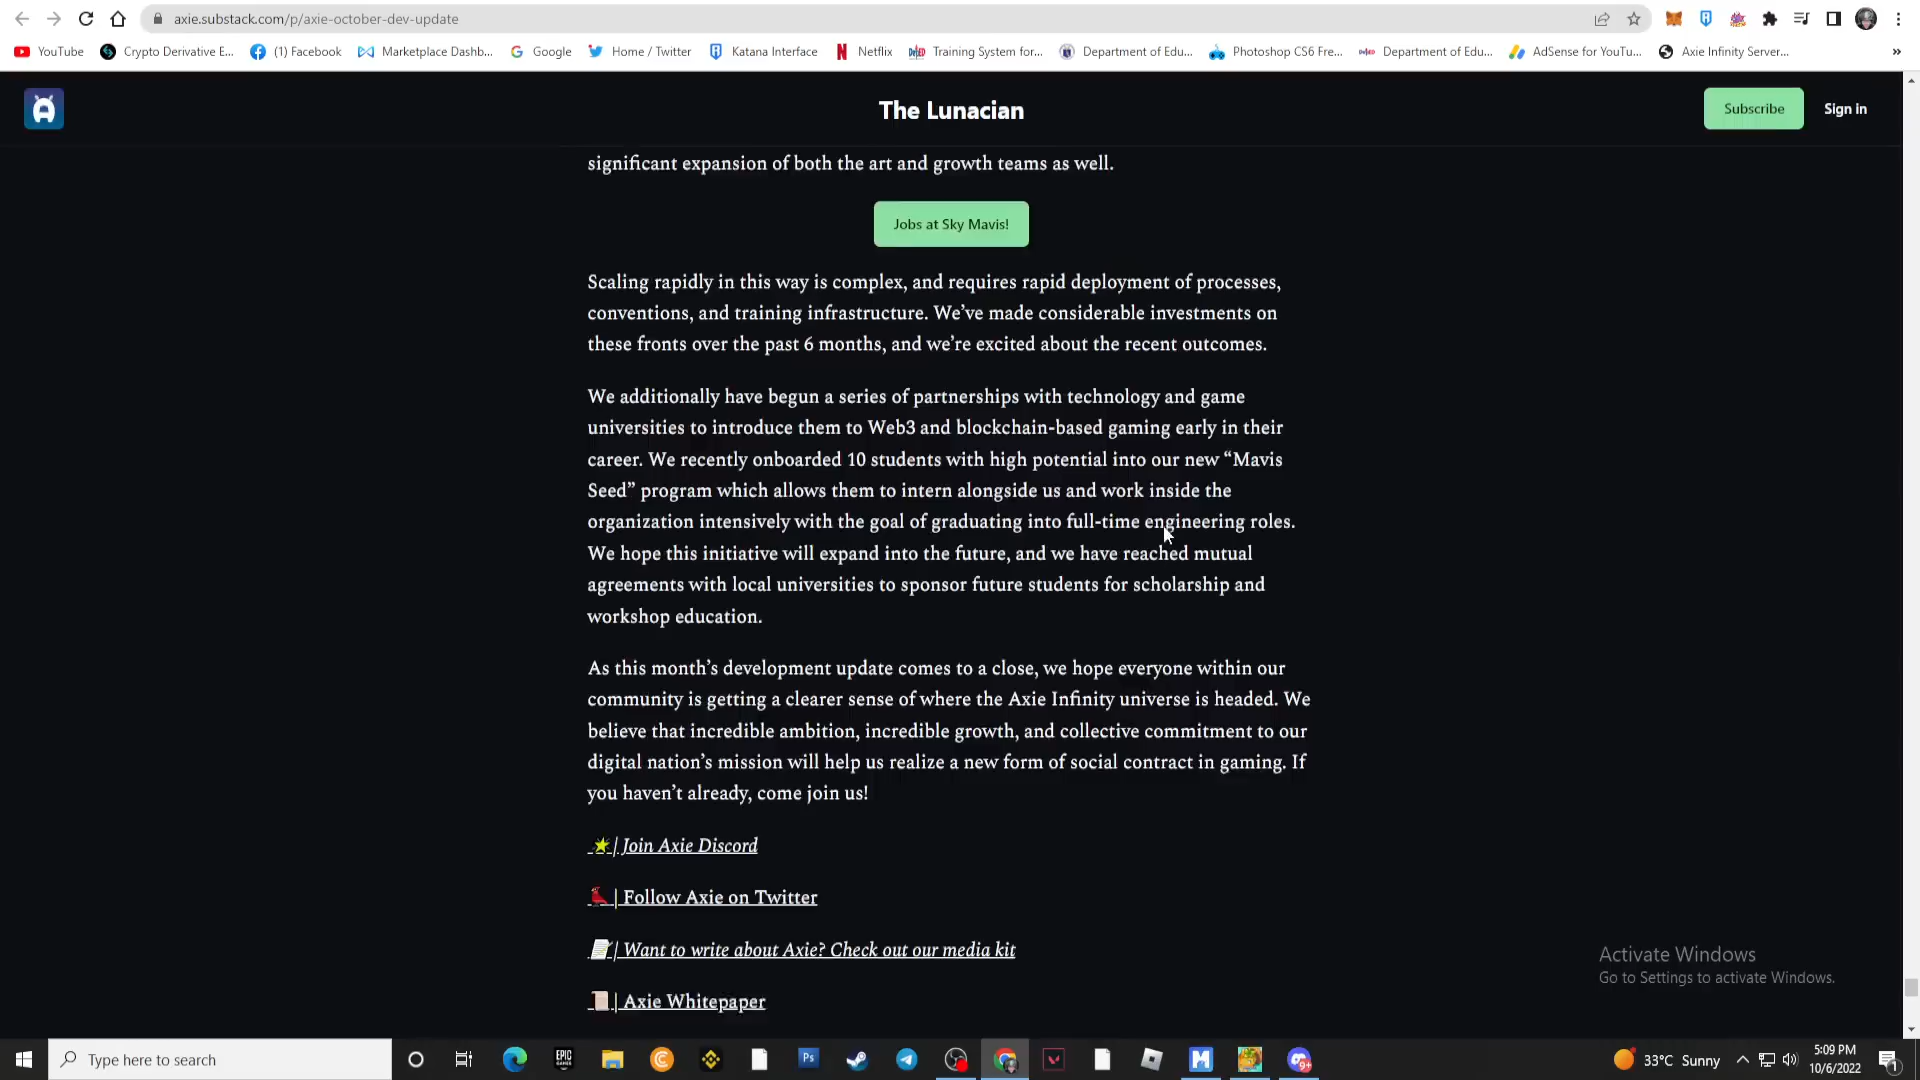 axie.substack.com/p/axie-october-dev-update
YouTube
Crypto Derivative E...
(1) Facebook
Marketplace Dashb...
Google
Home / Twitter
Katana Interface
Netflix
Training System for...
Department of Edu...
Photoshop CS6 Fre...
Department of Edu...
AdSense for YouTu...
Axie Infinity Server...
»
The Lunacian
Subscribe
Sign in
significant expansion of both the art and growth teams as well.
Jobs at Sky Mavis!
Scaling rapidly in this way is complex, and requires rapid deployment of processes,
conventions, and training infrastructure. We’ve made considerable investments on
these fronts over the past 6 months, and we’re excited about the recent outcomes.
We additionally have begun a series of partnerships with technology and game
universities to introduce them to Web3 and blockchain-based gaming early in their
career. We recently onboarded 10 students with high potential into our new “Mavis
Seed” program which allows them to intern alongside us and work inside the
organization intensively with the goal of graduating into full-time engineering roles.
We hope this initiative will expand into the future, and we have reached mutual
agreements with local universities to sponsor future students for scholarship and
workshop education.
As this month’s development update comes to a close, we hope everyone within our
community is getting a clearer sense of where the Axie Infinity universe is headed. We
believe that incredible ambition, incredible growth, and collective commitment to our
digital nation’s mission will help us realize a new form of social contract in gaming. If
you haven’t already, come join us!
| Join Axie Discord
| Follow Axie on Twitter
| Want to write about Axie? Check out our media kit
| Axie Whitepaper
Activate Windows
Go to Settings to activate Windows.
Type here to search
EPIC GAMES
Ps
9+
33°C Sunny
5:09 PM
10/6/2022
1